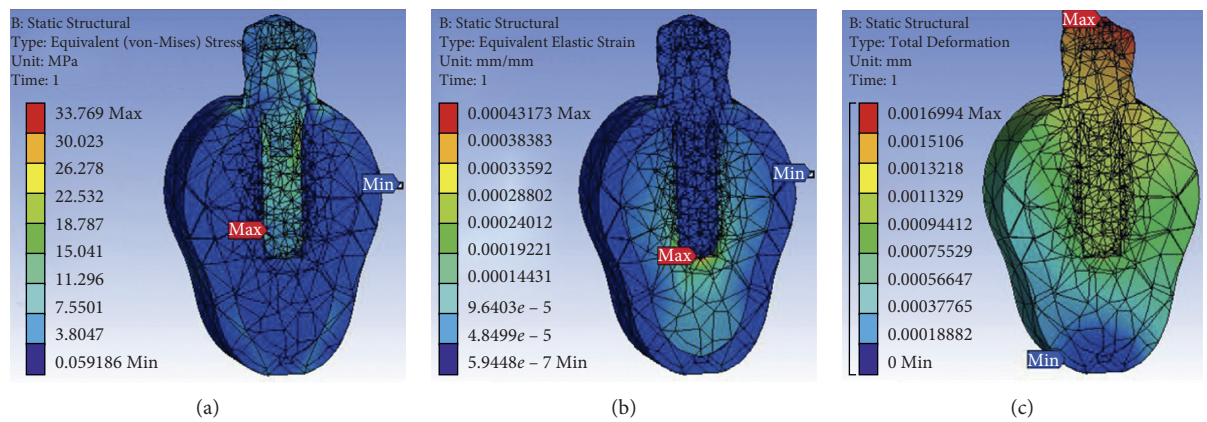 B: Static Structural
Type: Equivalent (von-Mises) Stress
Unit: MPa
Time: 1
33.769 Max
30.023
26.278
22.532
18.787
15.041
11.296
7.5501
3.8047
0.059186 Min
Max
Min
(a)
B: Static Structural
Type: Equivalent Elastic Strain
Unit: mm/mm
Time: 1
0.00043173 Max
0.00038383
0.00033592
0.00028802
0.00024012
0.00019221
0.00014431
9.6403e – 5
4.8499e – 5
5.9448e – 7 Min
Min
Max
(b)
B: Static Structural
Type: Total Deformation
Unit: mm
Time: 1
0.0016994 Max
0.0015106
0.0013218
0.0011329
0.00094412
0.00075529
0.00056647
0.00037765
0.00018882
0 Min
Max
Min
(c)